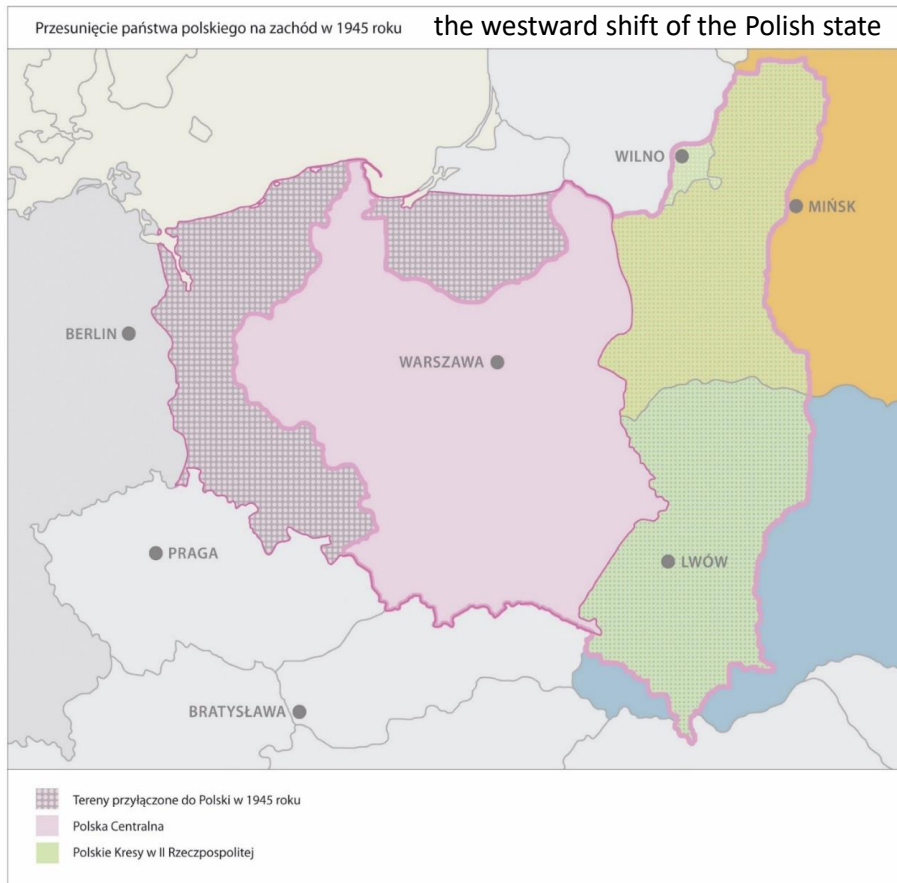 Przesunięcie państwa polskiego na zachód w 1945 roku
the westward shift of the Polish state
WILNO
MIŃSK
BERLIN
WARSZAWA
PRAGA
LWÓW
BRATYSŁAWA
Tereny przyłączone do Polski w 1945 roku
Polska Centralna
Polskie Kresy w II Rzeczpospolitej